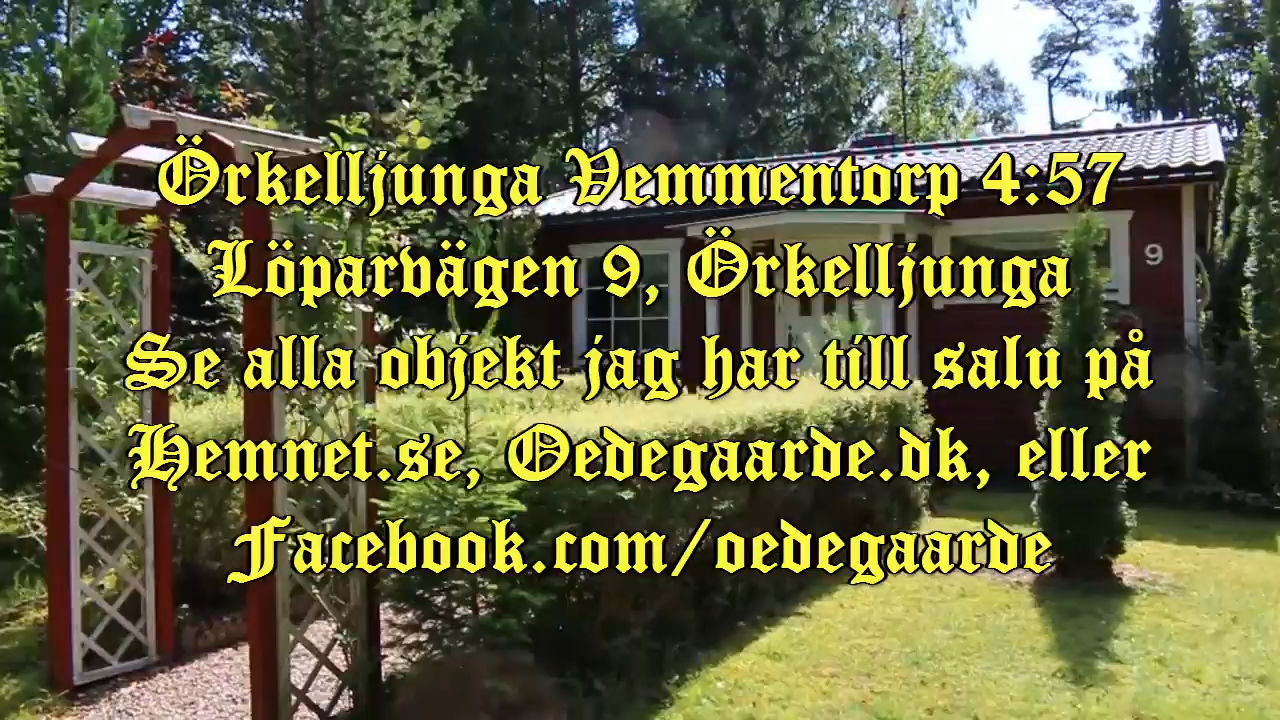 Örkelljunga Vemmentorp 4:57
Löparvägen 9, Örkelljunga
Se alla objekt jag har till salu på
Hemnet.se, Oedegaarde.dk, eller
Facebook.com/oedegaarde
9